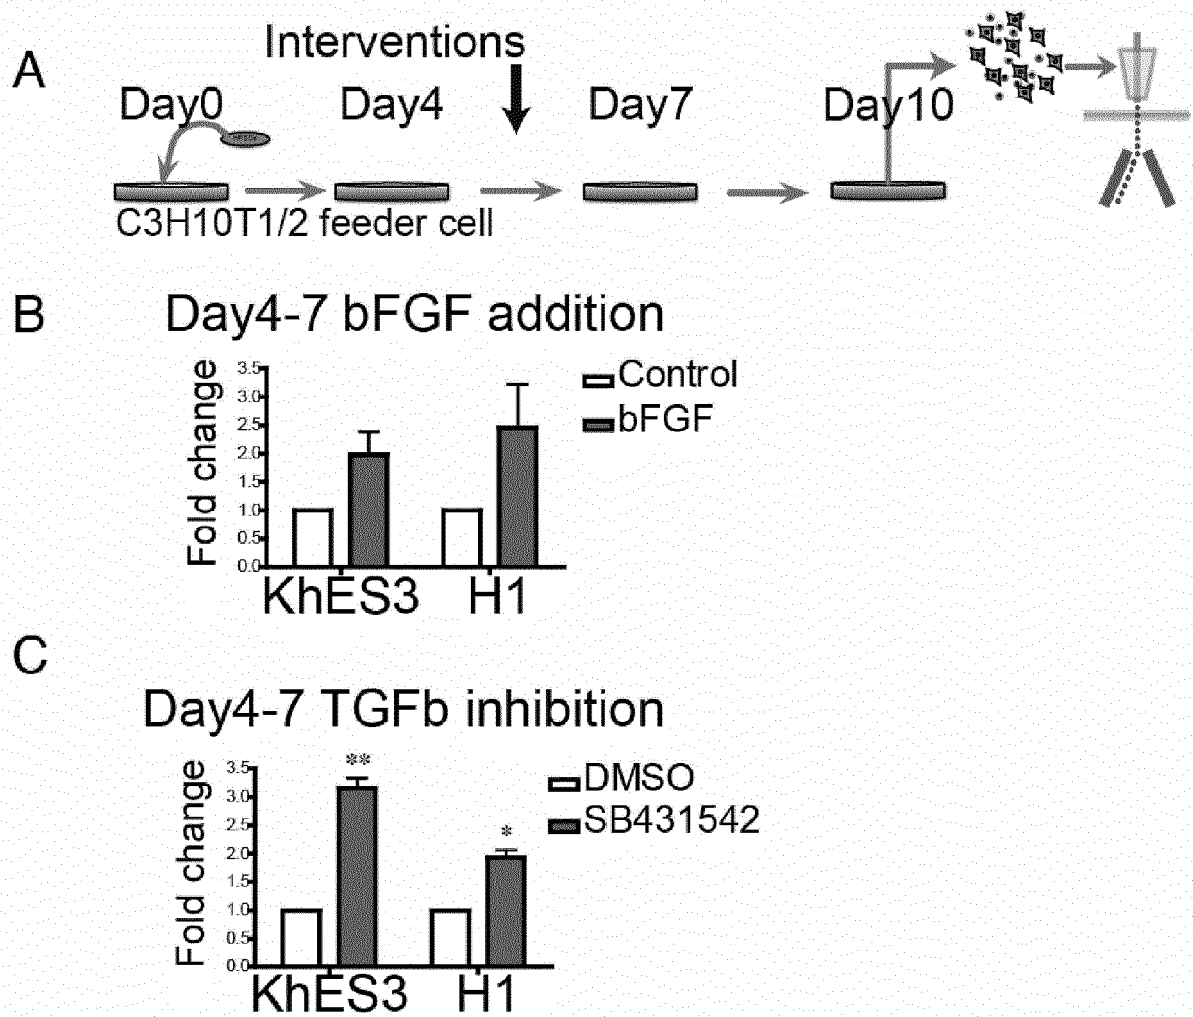 A
Interventions
Day0
Day4
Day7
Day10
C3H10T1/2 feeder cell
B
Day4-7 bFGF addition
Fold change
3.5
3.0
2.5
2.0
1.5
1.0
0.5
0.0
Control
bFGF
KhES3
H1
C
Day4-7 TGFb inhibition
Fold change
3.5
3.0
2.5
2.0
1.5
1.0
0.5
0.0
**
*
DMSO
SB431542
KhES3
H1